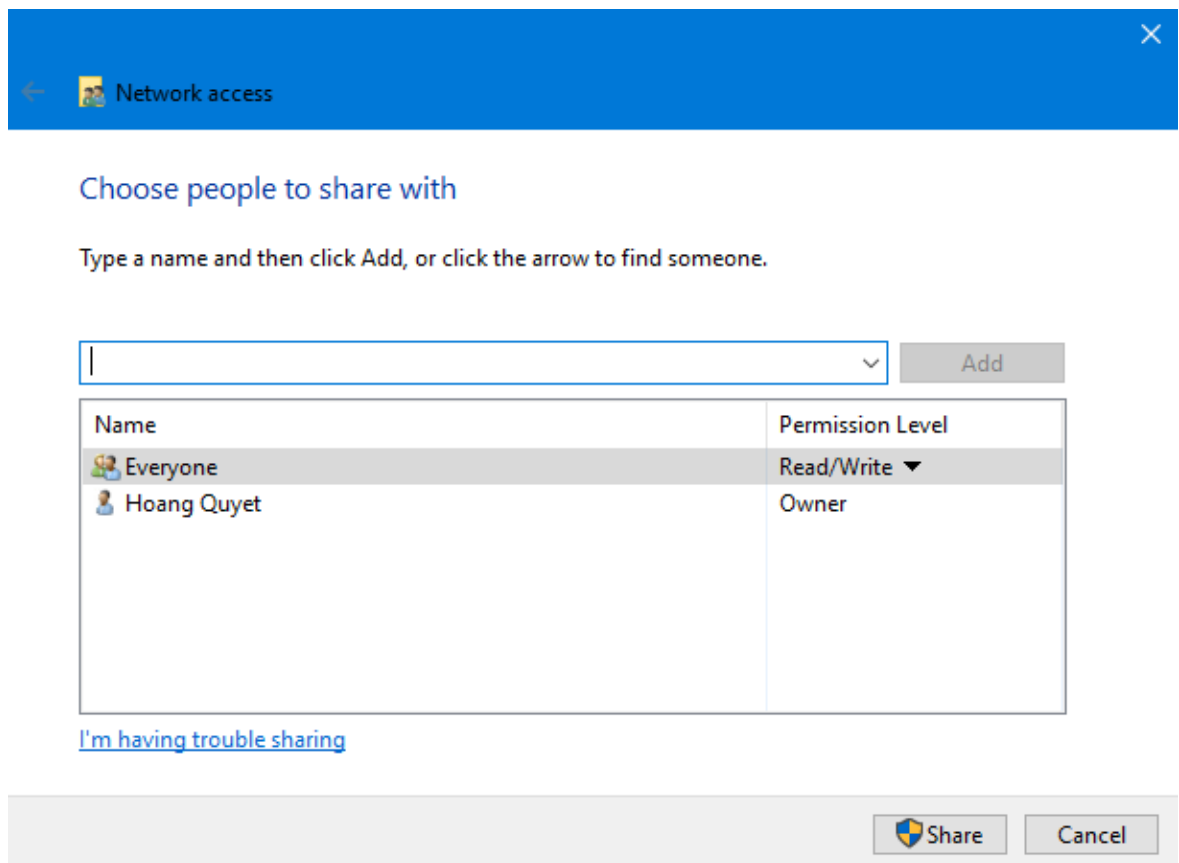 Network access
Choose people to share with
Type a name and then click Add, or click the arrow to find someone.
Add
Name Permission Level
Everyone Read/Write
Hoang Quyet Owner
I'm having trouble sharing
Share Cancel